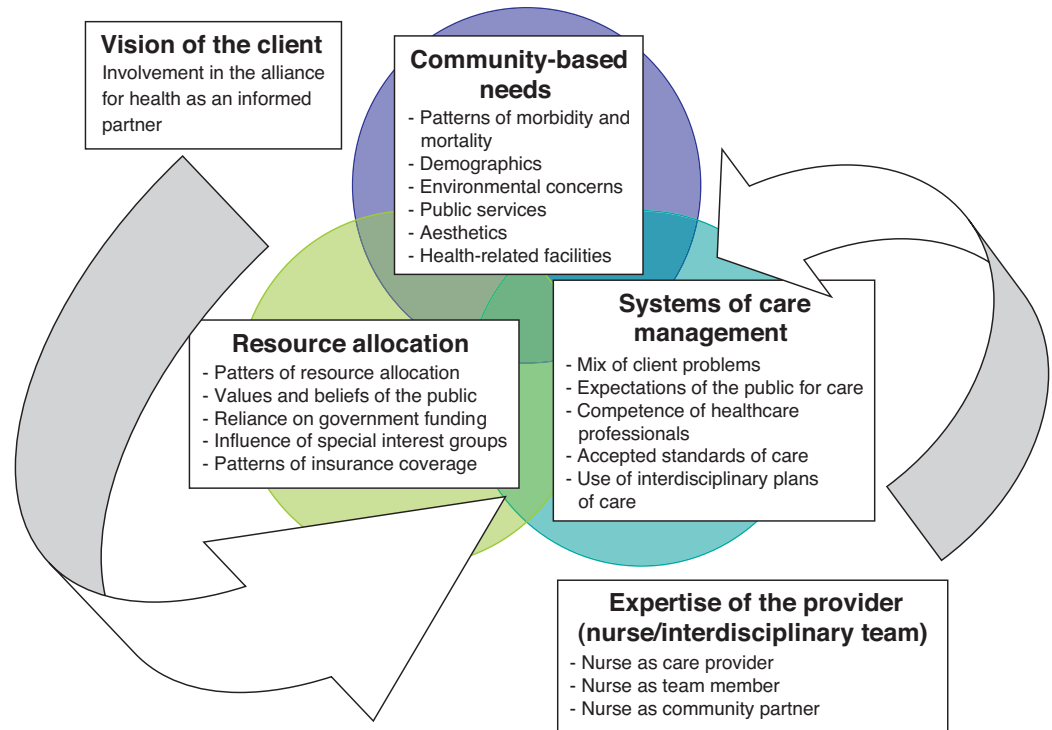 Vision of the client
Involvement in the alliance
for health as an informed
partner
Community-based
needs
- Patterns of morbidity and
mortality
- Demographics
- Environmental concerns
- Public services
- Aesthetics
- Health-related facilities
Resource allocation
- Patters of resource allocation
- Values and beliefs of the public
- Reliance on government funding
- Influence of special interest groups
- Patterns of insurance coverage
Systems of care
management
- Mix of client problems
- Expectations of the public for care
- Competence of healthcare
professionals
- Accepted standards of care
- Use of interdisciplinary plans
of care
Expertise of the provider
(nurse/interdisciplinary team)
- Nurse as care provider
- Nurse as team member
- Nurse as community partner